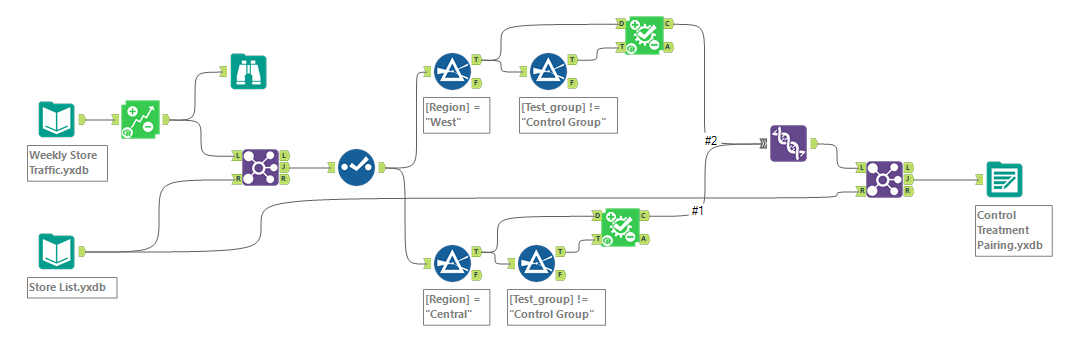 D
C
T
A
T
F
T
F
[Region] =
"West"
[Test_group] !=
"Control Group"
#2
Weekly Store
Traffic.yxdb
L
R
L
J
R
L
R
L
J
R
#1
D
C
T
A
T
F
T
F
Control
Treatment
Pairing.yxdb
Store List.yxdb
[Region] =
"Central"
[Test_group] !=
"Control Group"